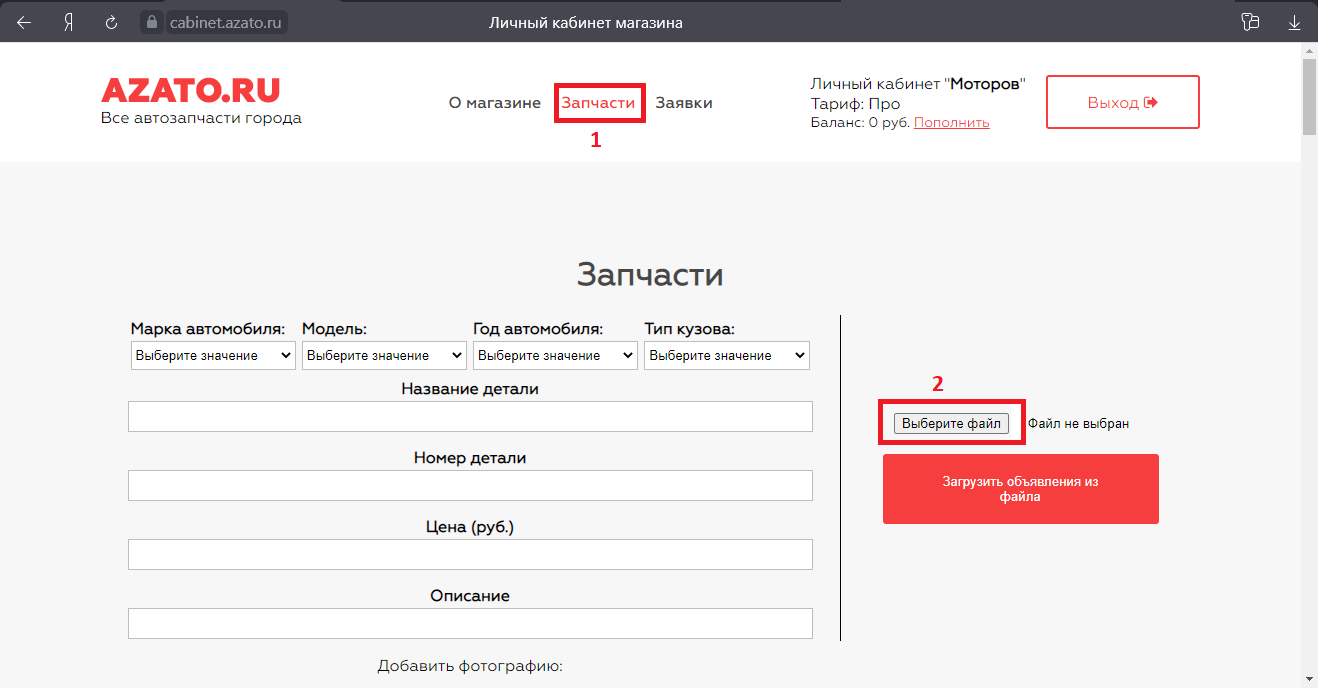 Я cabinet.azato.ru Личный кабинет магазина
AZATO.RU
Все автозапчасти города
О магазине Запчасти Заявки
1
Личный кабинет "Моторов"
Тариф: Про
Баланс: 0 руб. Пополнить
Выход
Запчасти
Марка автомобиля: Модель: Год автомобиля: Тип кузова:
Выберите значение Выберите значение Выберите значение Выберите значение
Название детали
Номер детали
Цена (руб.)
Описание
Добавить фотографию:
2
Выберите файл Файл не выбран
Загрузить объявления из
файла